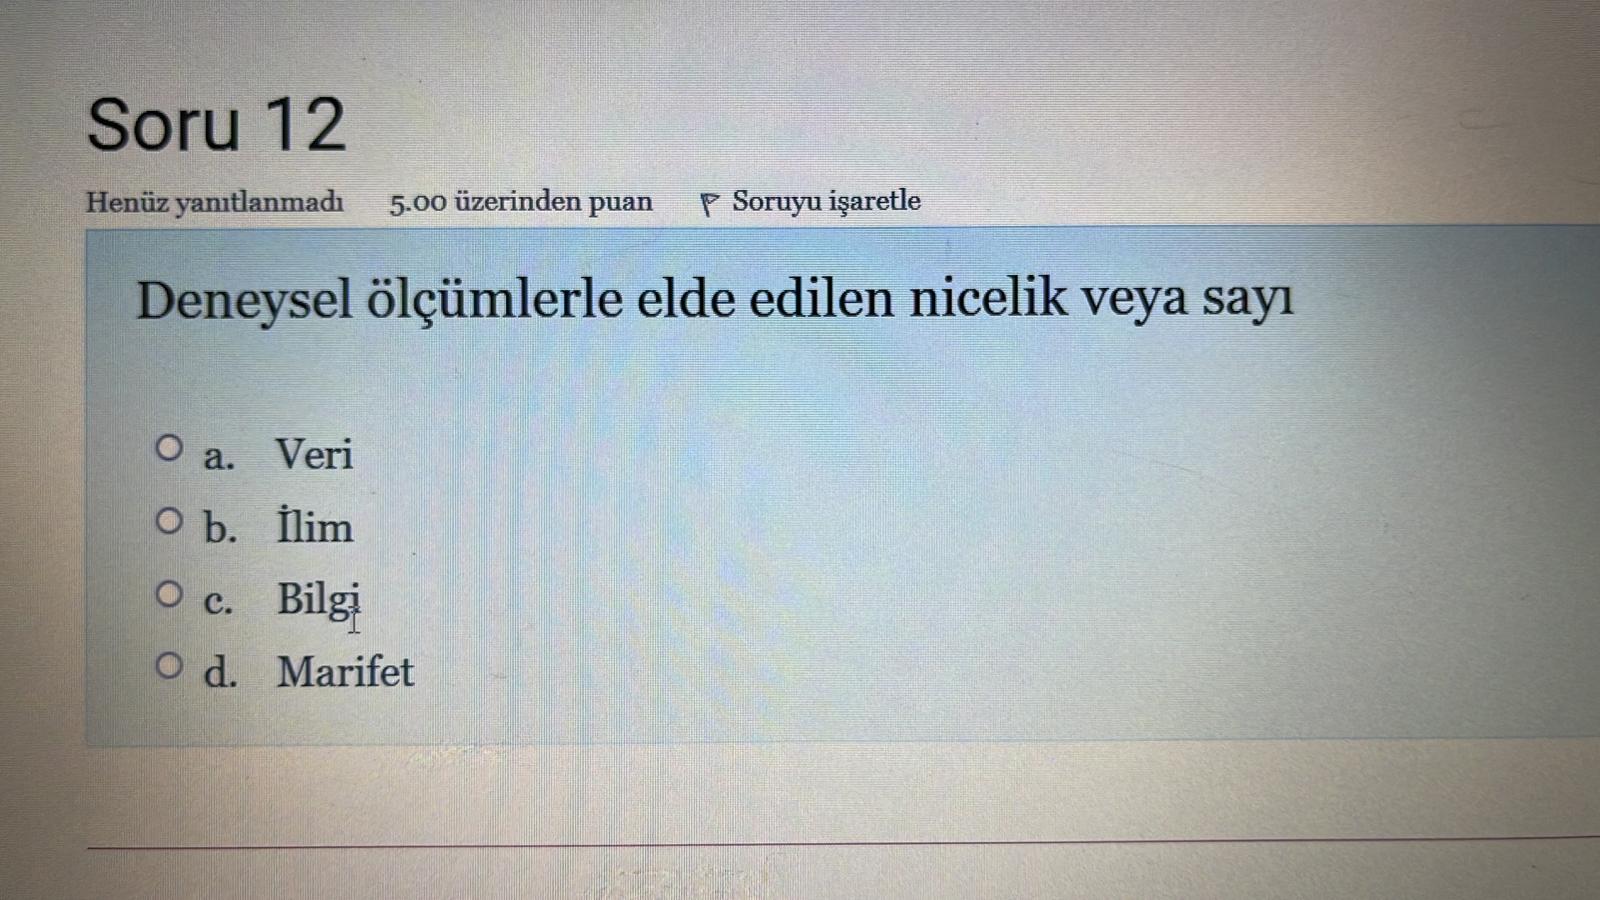 Soru 12
Henüz yanıtlanmadı 5.00 üzerinden puan Soruyu işaretle
Deneysel ölçümlerle elde edilen nicelik veya sayı
a. Veri
b. İlim
c. Bilgi
d. Marifet